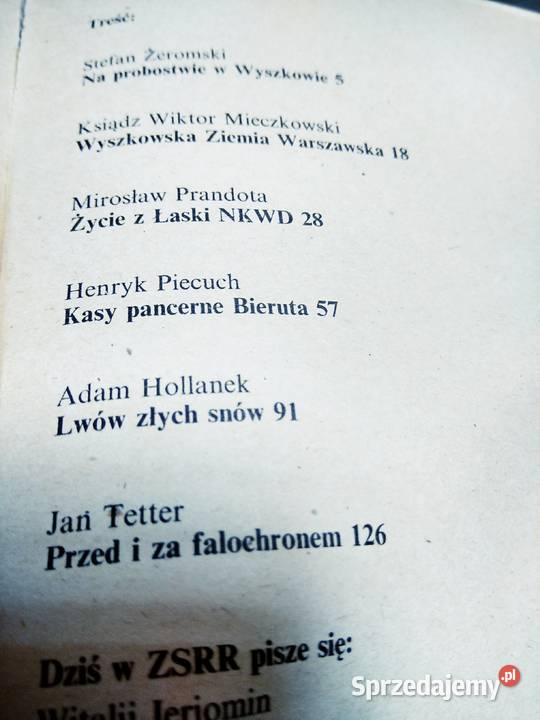 Treść:
Stefan Żeromski
Na probostwie w Wyszkowie 5
Ksiądz Wiktor Mieczkowski
Wyszkowska Ziemia Warszawska 18
Mirosław Prandota
Życie z Łaski NKWD 28
Henryk Piecuch
Kasy pancerne Bieruta 57
Adam Hollanek
Lwów złych snów 91
Jan Tetter
Przed i za falochronem 126
Dziś w ZSRR pisze się:
Witalij Jeriomin
Sprzedajemy.pl